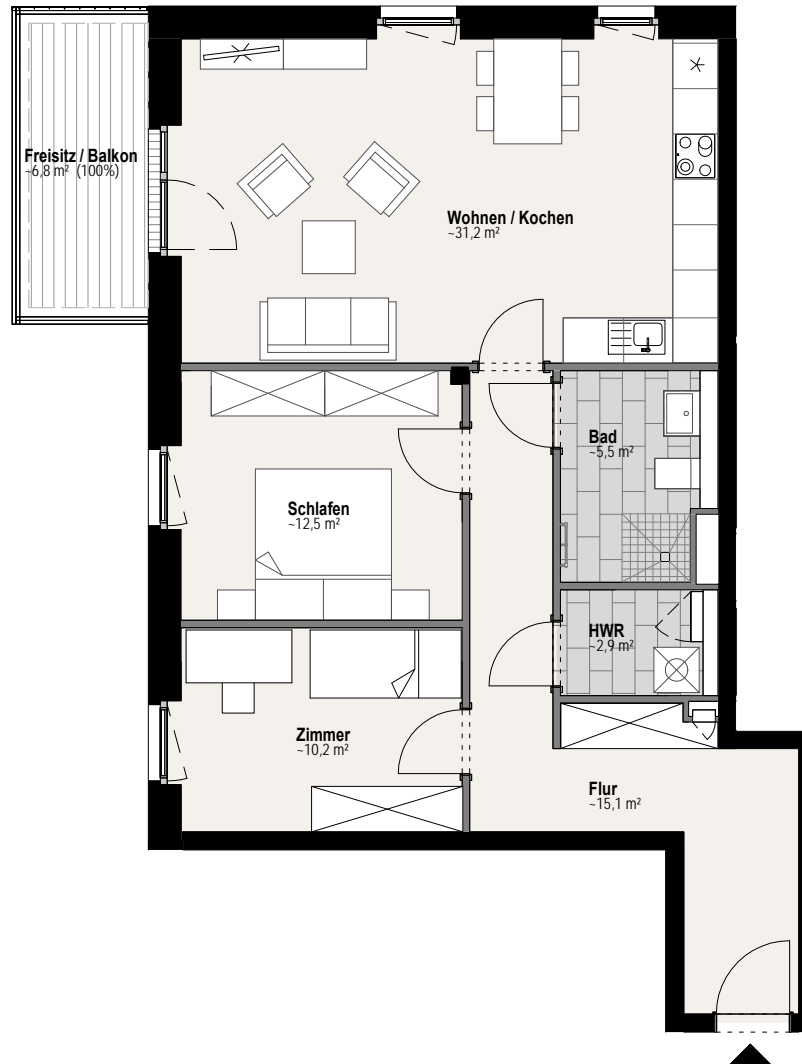 Freisitz / Balkon
~6,8 m² (100%)
Wohnen / Kochen
~31,2 m²
Bad
~5,5 m²
Schlafen
~12,5 m²
HWR
~2,9 m²
Zimmer
~10,2 m²
Flur
~15,1 m²